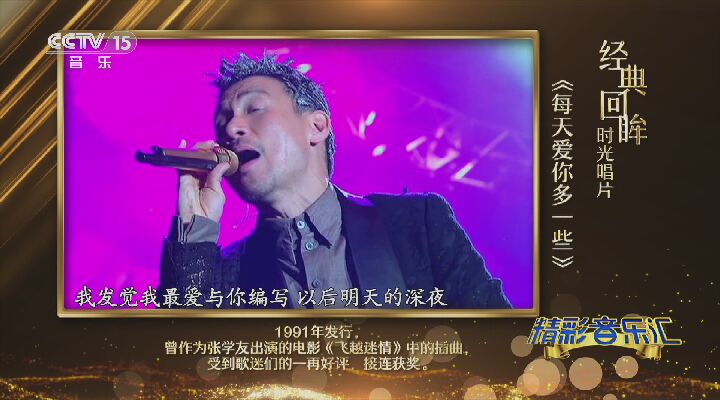 CCTV 15
音乐
经典回眸
时光唱片
《每天爱你多一些》
我发觉我最爱与你编写 以后明天的深夜
精彩音乐汇
1991年发行，
曾作为张学友出演的电影《飞越迷情》中的插曲，
受到歌迷们的一再好评，接连获奖。